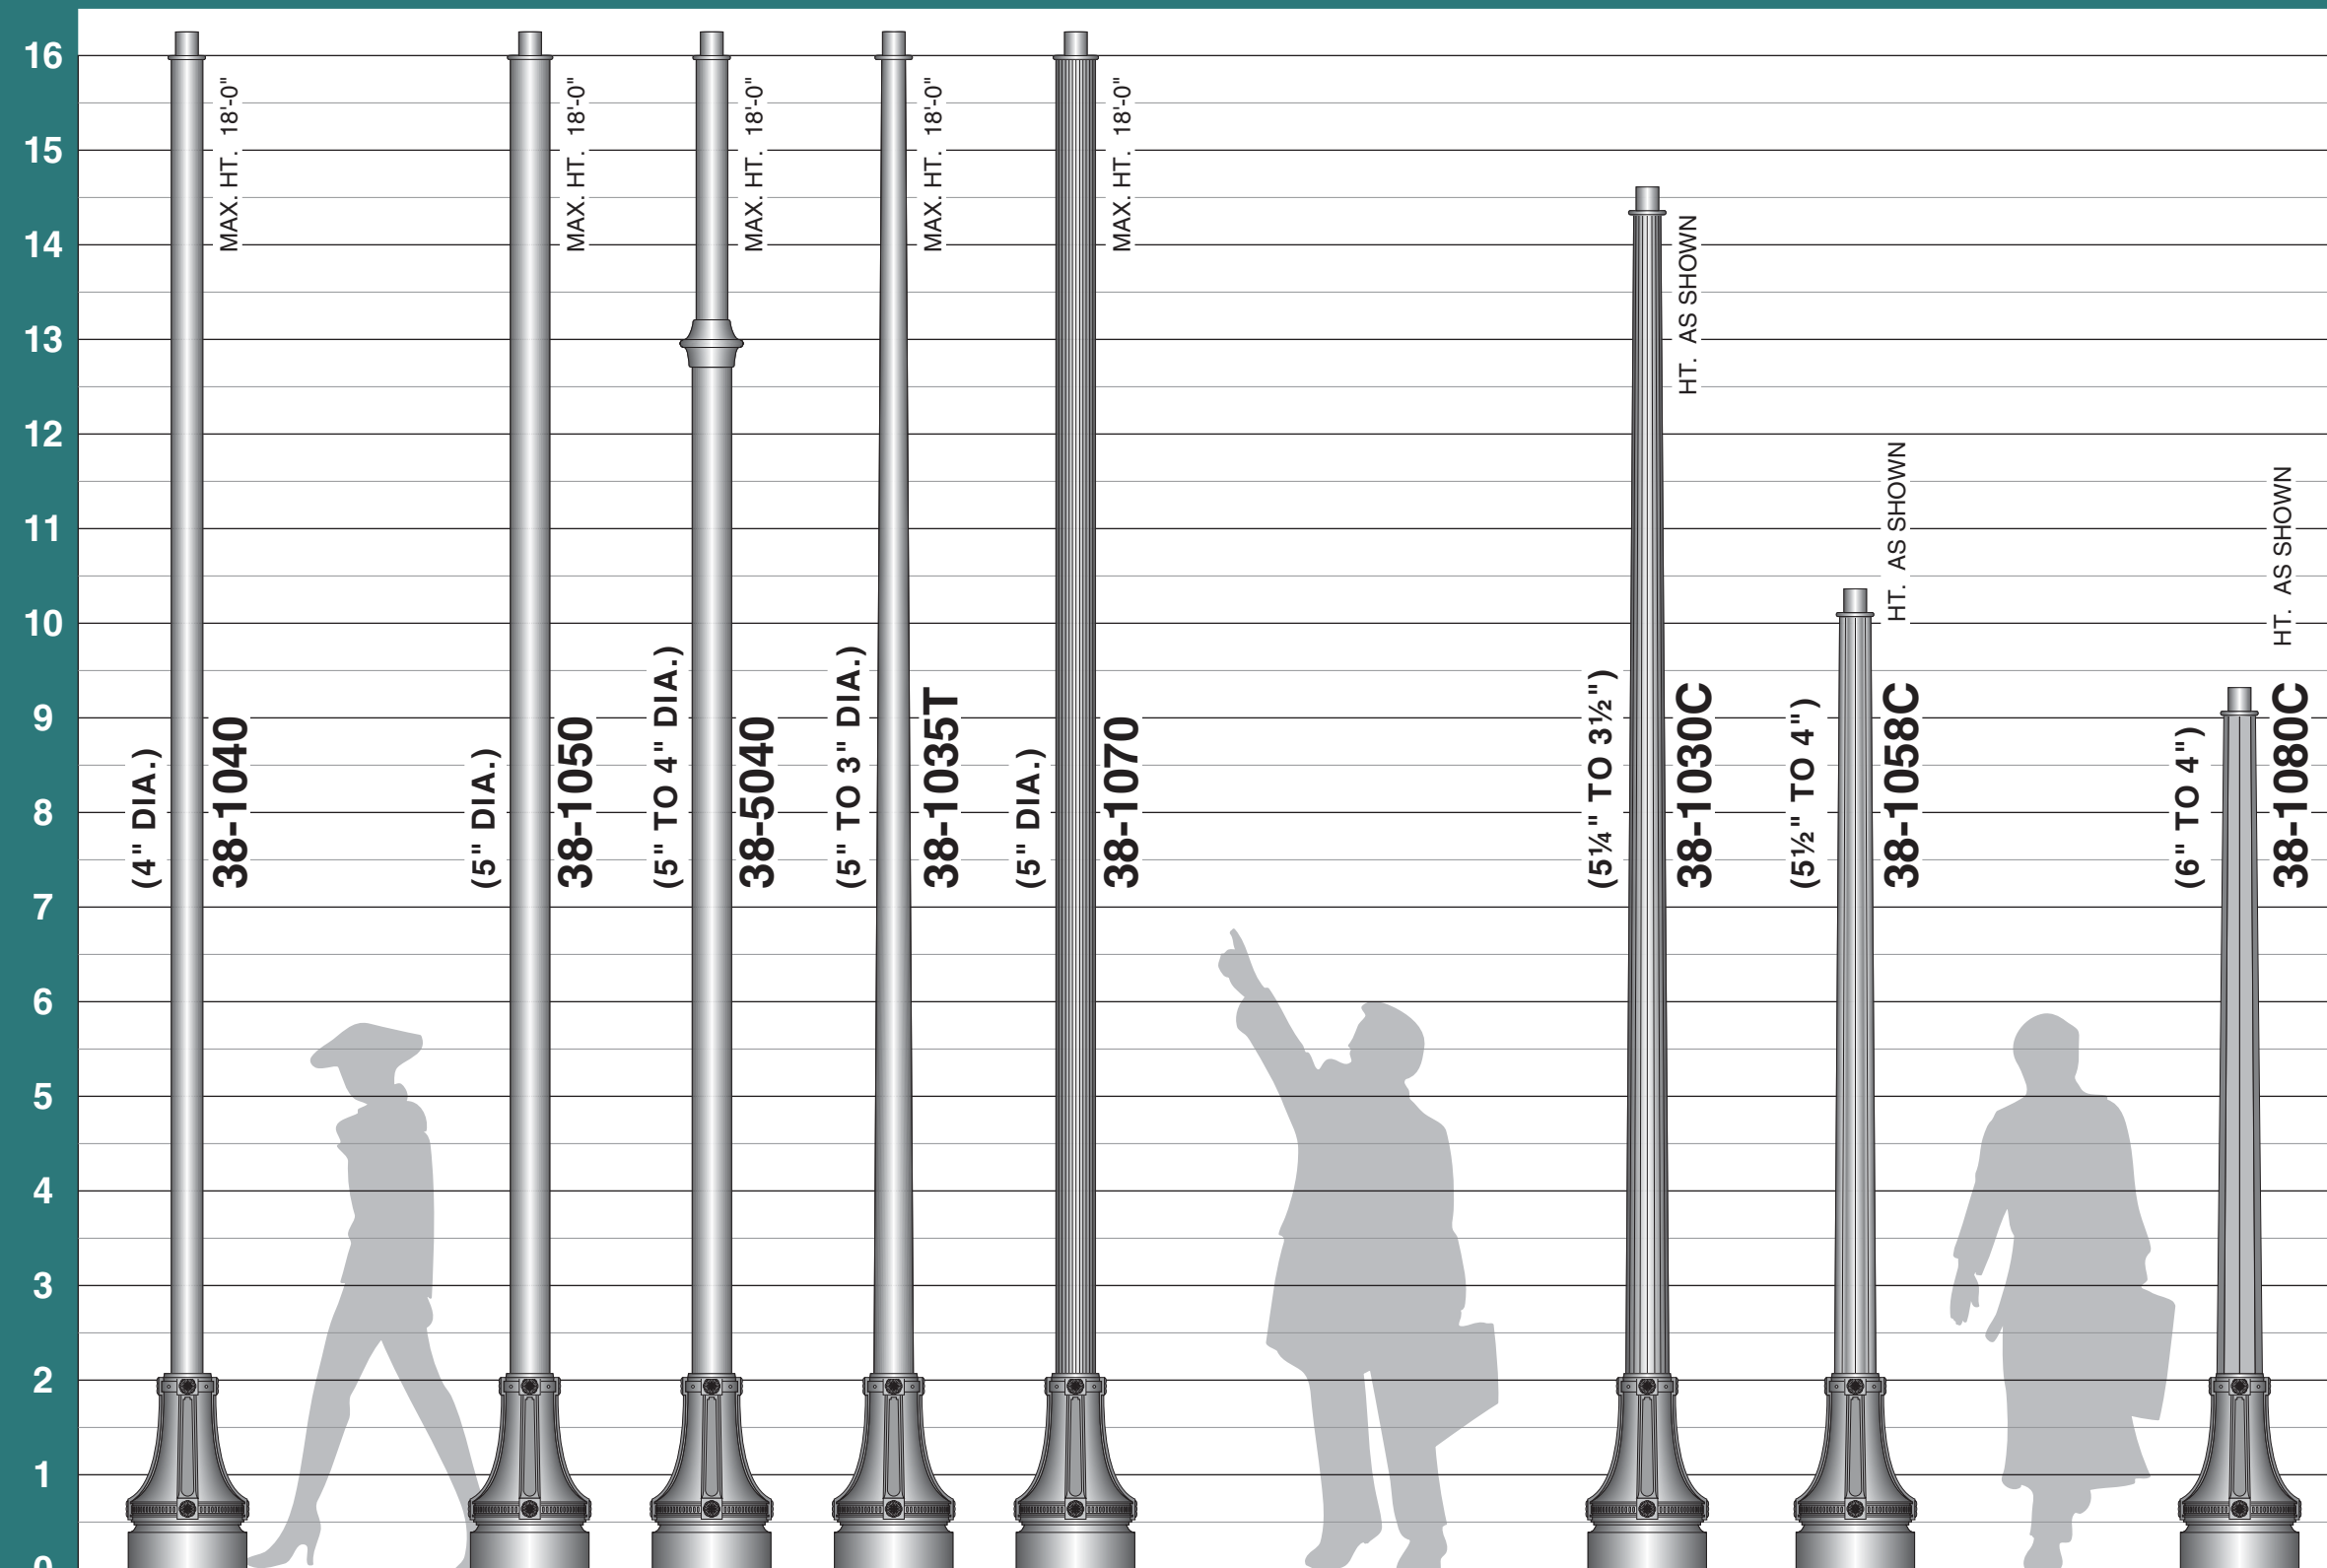 16
15
14
13
12
11
10
9
8
7
6
5
4
3
2
1
0
(4" DIA.)
38-1040
MAX. HT. 18'-0"
(5" DIA.)
38-1050
MAX. HT. 18'-0"
(5" TO 4" DIA.)
38-5040
MAX. HT. 18'-0"
(5" TO 3" DIA.)
38-1035T
MAX. HT. 18'-0"
(5" DIA.)
38-1070
MAX. HT. 18'-0"
(5¼" TO 3½")
38-1030C
HT. AS SHOWN
(5½" TO 4")
38-1058C
HT. AS SHOWN
(6" TO 4")
38-1080C
HT. AS SHOWN